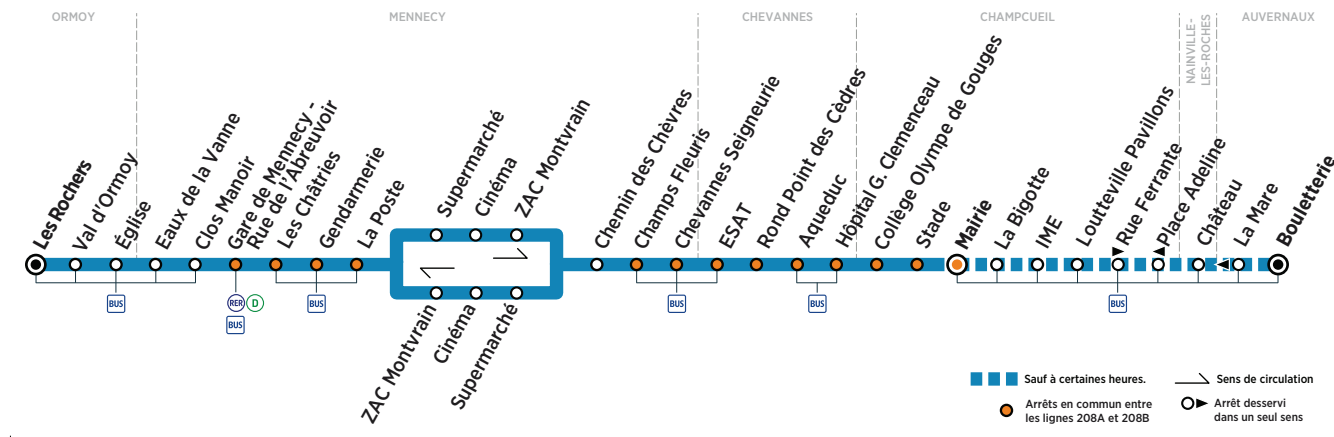 ORMOY
MENNECY
CHEVANNES
CHAMPCUEIL
NAINVILLE-
LES-ROCHES
AUVERNAUX
Les Rochers
Val d'Ormoy
Église
Eaux de la Vanne
Clos Manoir
Gare de Mennecy -
Rue de l'Abreuvoir
Les Châtries
Gendarmerie
La Poste
Supermarché
Cinéma
ZAC Montvrain
ZAC Montvrain
Cinéma
Supermarché
Chemin des Chèvres
Champs Fleuris
Chevannes Seigneurie
ESAT
Rond Point des Cèdres
Aqueduc
Hôpital G. Clemenceau
Collège Olympe de Gouges
Stade
Mairie
La Bigotte
IME
Loutteville Pavillons
Rue Ferrante
Place Adeline
Château
La Mare
Bouletterie
BUS
RER D
BUS
BUS
BUS
BUS
BUS
Sauf à certaines heures.
Sens de circulation
Arrêts en commun entre
les lignes 208A et 208B
Arrêt desservi
dans un seul sens